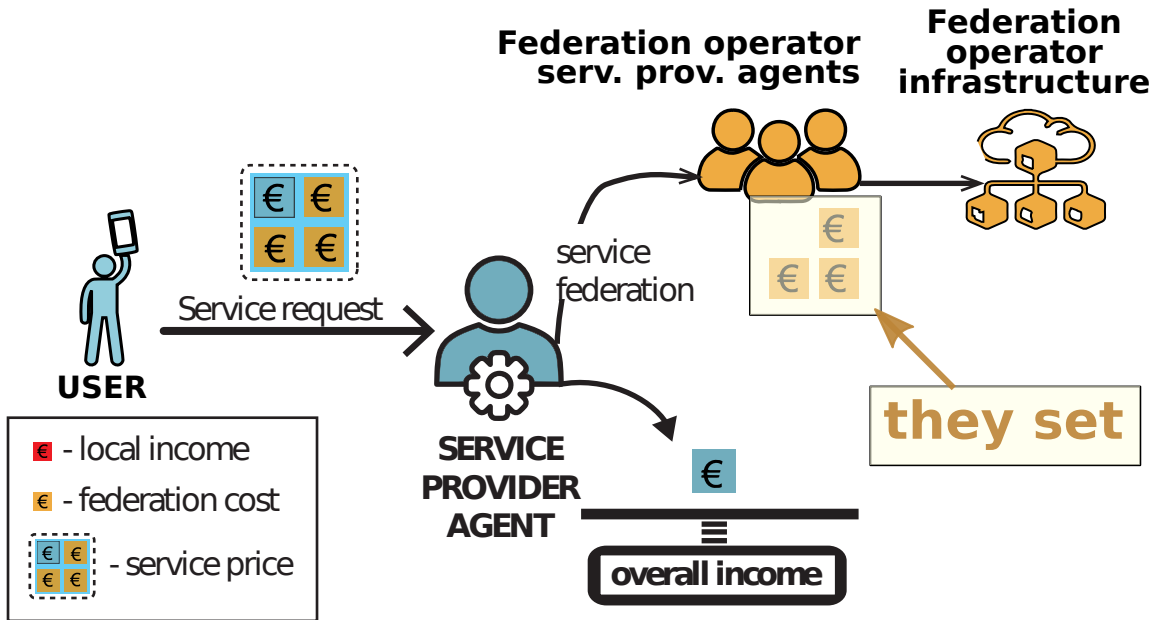 Federation operator
serv. prov. agents
Federation
operator
infrastructure
€ €
€ €
Service request
USER
service
federation
€
€ €
they set
SERVICE
PROVIDER
AGENT
€
overall income
€ - local income
€ - federation cost
€ €
€ €
- service price